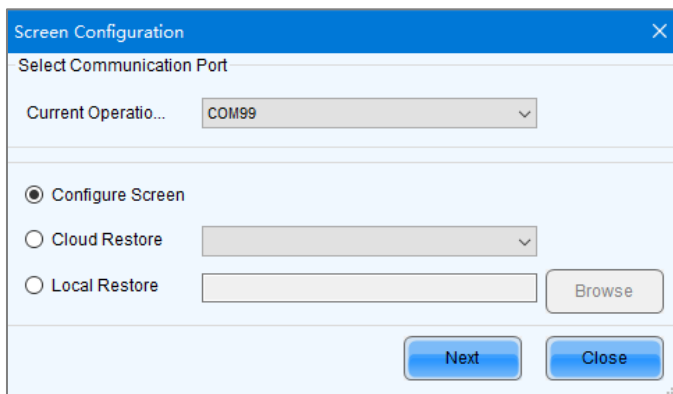 Screen Configuration
Select Communication Port
Current Operatio... COM99
Configure Screen
Cloud Restore
Local Restore Browse
Next Close